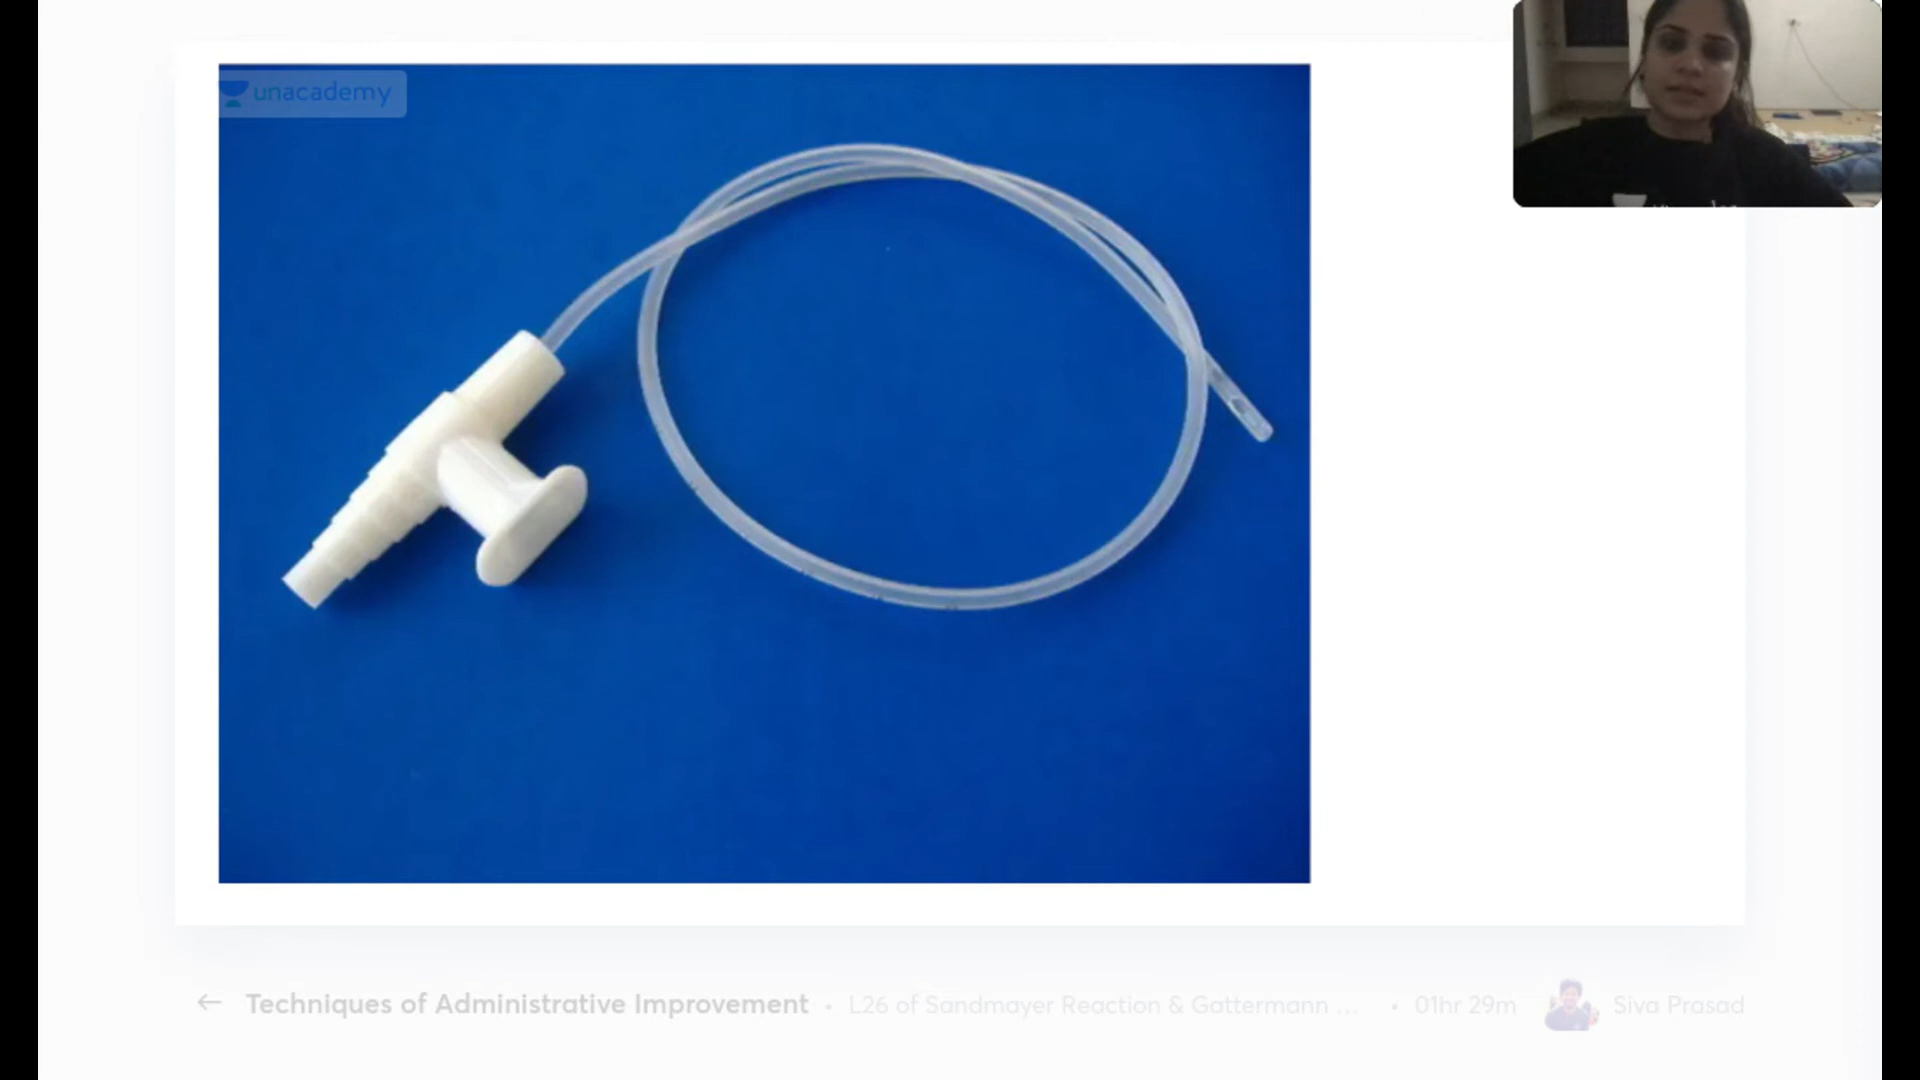 unacademy
Techniques of Administrative Improvement • L26 of Sandmayer Reaction & Gattermann ... • 01hr 29m Siva Prasad